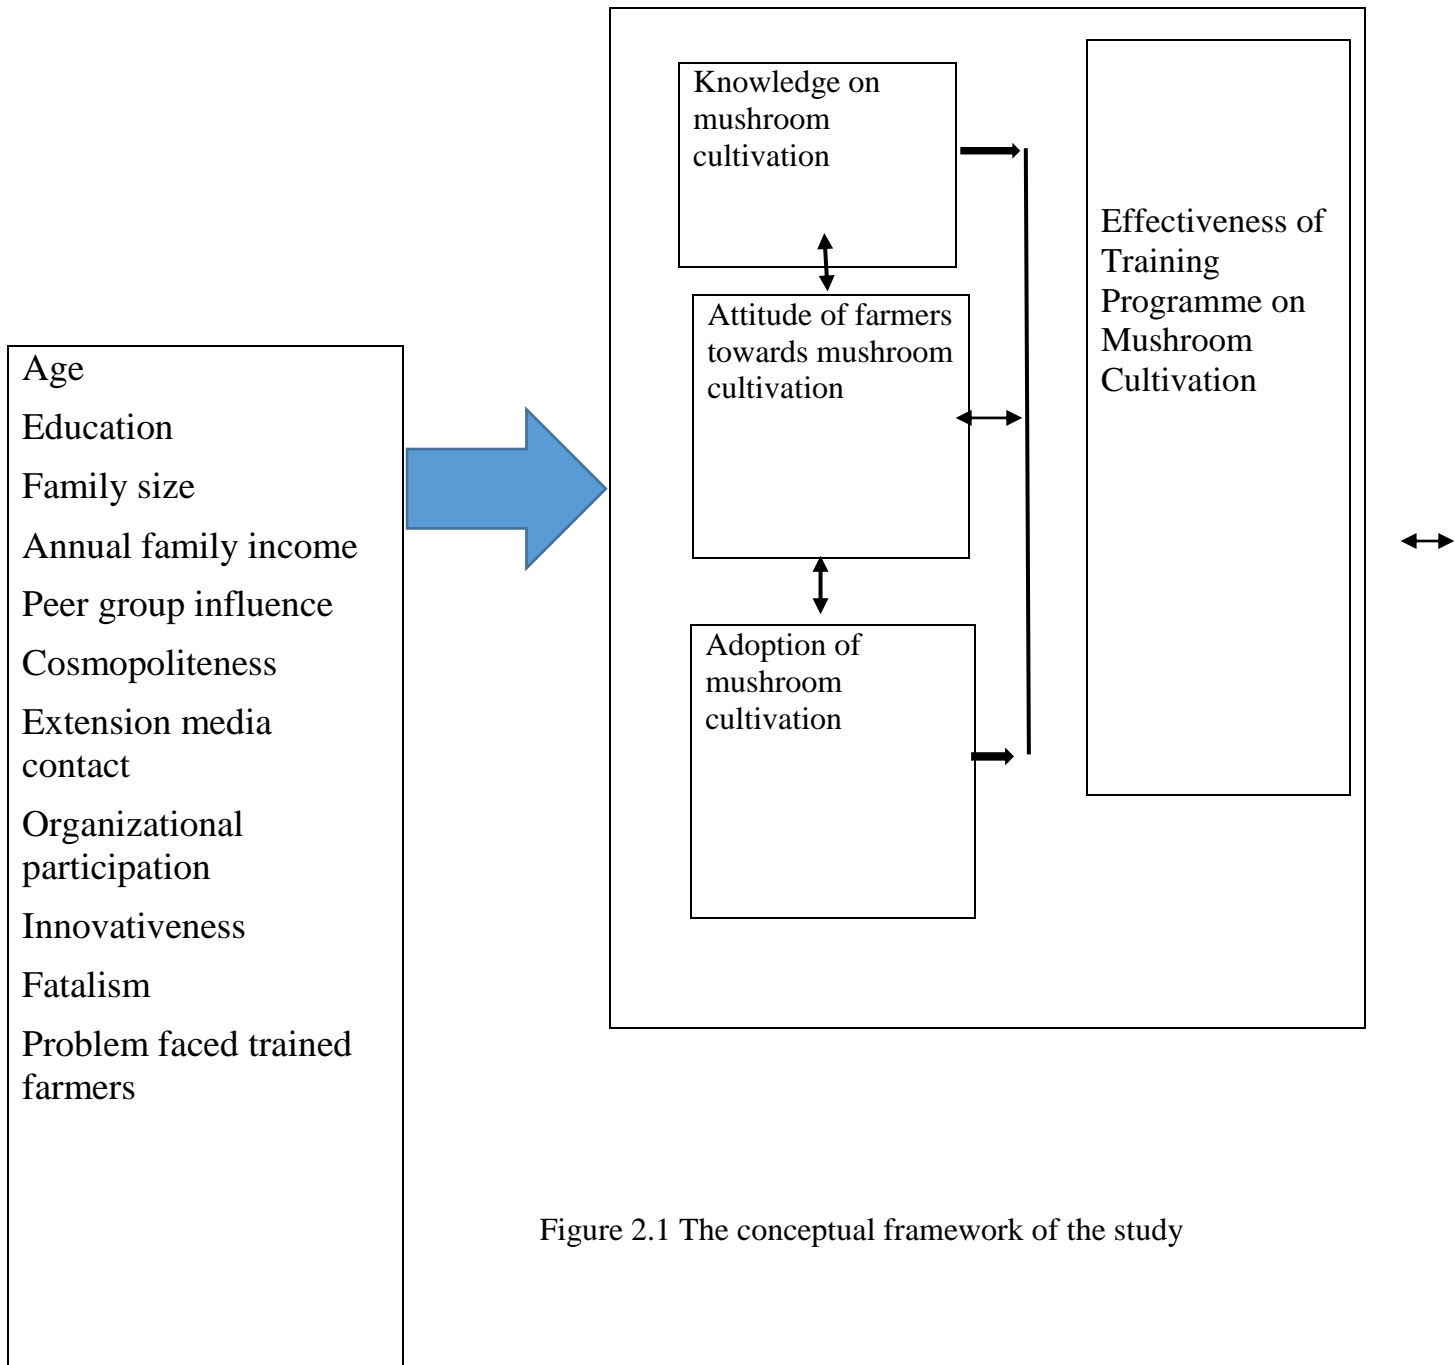 Knowledge on
mushroom
cultivation
Attitude of farmers
towards mushroom
cultivation
Adoption of
mushroom
cultivation
Effectiveness of
Training
Programme on
Mushroom
Cultivation
Age
Education
Family size
Annual family income
Peer group influence
Cosmopoliteness
Extension media
contact
Organizational
participation
Innovativeness
Fatalism
Problem faced trained
farmers
Figure 2.1 The conceptual framework of the study